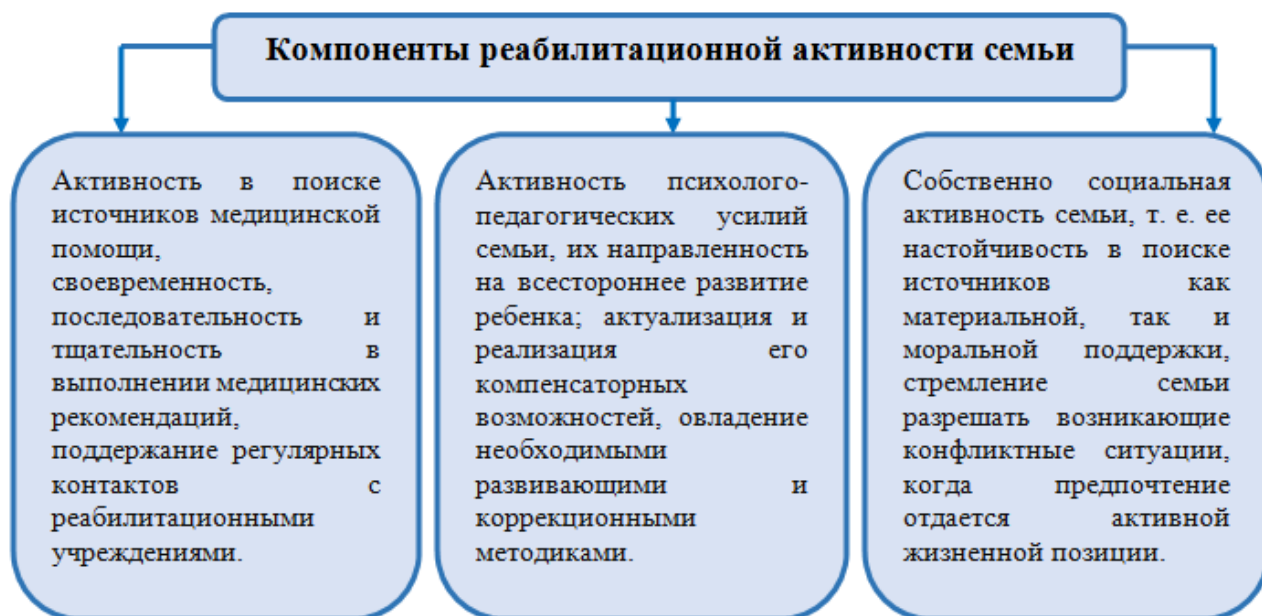 Компоненты реабилитационной активности семьи
Активность в поиске
источников медицинской
помощи,
своевременность,
последовательность и
тщательность в
выполнении медицинских
рекомендаций,
поддержание регулярных
контактов с
реабилитационными
учреждениями.
Активность психолого-
педагогических усилий
семьи, их направленность
на всестороннее развитие
ребенка; актуализация и
реализация его
компенсаторных
возможностей, овладение
необходимыми
развивающими и
коррекционными
методиками.
Собственно социальная
активность семьи, т. е. ее
настойчивость в поиске
источников как
материальной, так и
моральной поддержки,
стремление семьи
разрешать возникающие
конфликтные ситуации,
когда предпочтение
отдается активной
жизненной позиции.